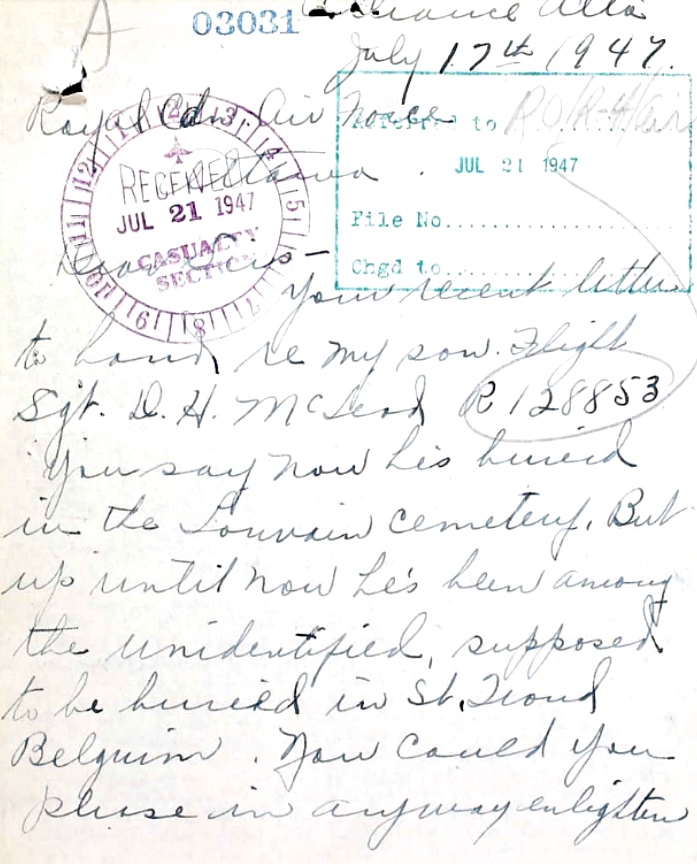 A
03031
Alliance Alta
July 17th 1947.
Royal Cdn. Air Force
Ottawa.
RECEIVED
JUL 21 1947
CASUALTY
SECTION
Referred to
JUL 21 1947
File No.
Chgd to
Dear Sirs –
Your recent letter
to hand, re my son. Flight
Sgt. D. H. McLeod R128853
You say now he's buried
in the Louvain cemetery. But
up until now he's been among
the unidentified, supposed
to be buried in St. Trond
Belguim. Now could you
please in anyway enlighten